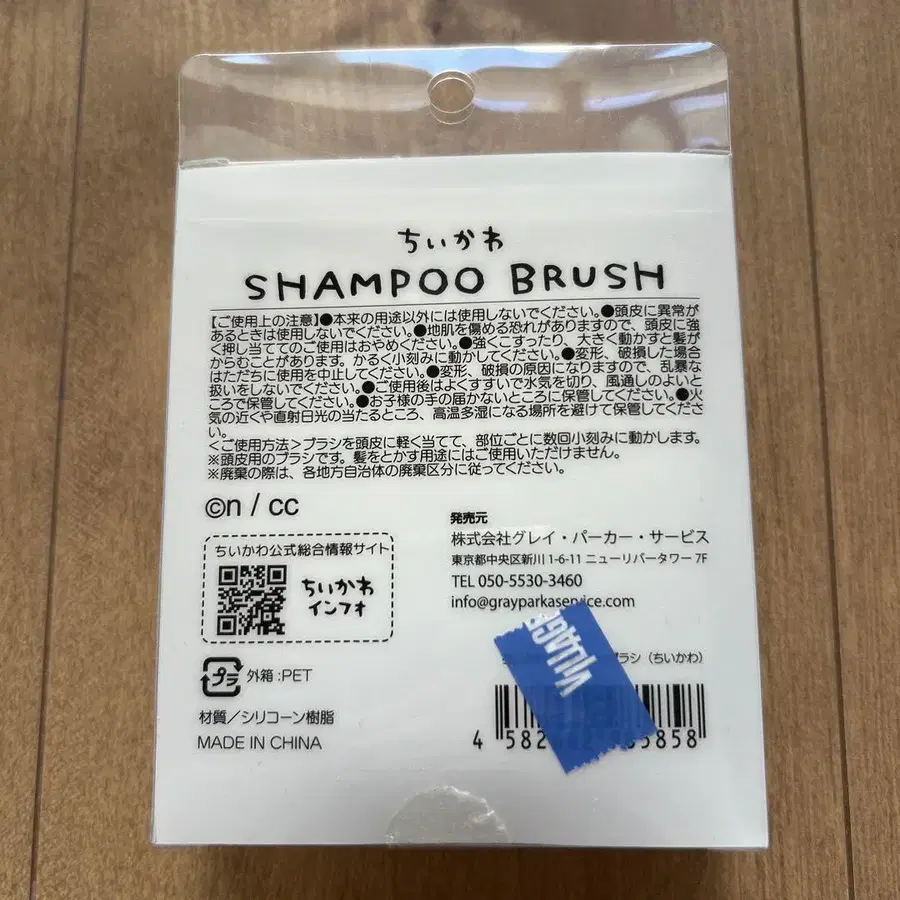 ちいかわ
SHAMPOO BRUSH
【ご使用上の注意】●本来の用途以外には使用しないでください。●頭皮に異常が
あるときは使用しないでください。●地肌を傷める恐れがありますので、頭皮に強
く押し当ててのご使用はおやめください。●強くこすったり、大きく動かすと髪が
からむことがあります。かるく小刻みに動かしてください。●変形、破損した場合
はただちに使用を中止してください。●変形、破損の原因になりますので、乱暴な
扱いをしないでください。●ご使用後はよくすすいで水気を切り、風通しのよいと
ころで保管してください。●お子様の手の届かないところに保管してください。●火
気の近くや直射日光の当たるところ、高温多湿になる場所を避けて保管してくださ
い。
＜ご使用方法＞ブラシを頭皮に軽く当てて、部位ごとに数回小刻みに動かします。
※頭皮用のブラシです。髪をとかす用途にはご使用いただけません。
※廃棄の際は、各地方自治体の廃棄区分に従ってください。
©n / cc
ちいかわ公式総合情報サイト
ちいかわ
インフォ
プラ 外箱:PET
材質／シリコーン樹脂
MADE IN CHINA
発売元
株式会社グレイ・パーカー・サービス
東京都中央区新川1-6-11 ニューリバータワー 7F
TEL 050-5530-3460
info@grayparkaservice.com
ラシ（ちいかわ）
VILLAGE
4 582 5858